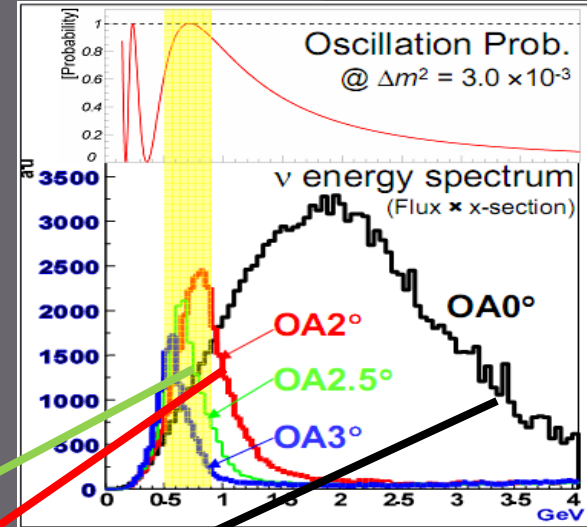 [Probability]
1
0.8
0.6
0.4
0.2
0
Oscillation Prob.
@ Δm² = 3.0 ×10⁻³
au
3500
3000
2500
2000
1500
1000
500
0
ν energy spectrum
(Flux × x-section)
OA0°
OA2°
OA2.5°
OA3°
0 0.5 1 1.5 2 2.5 3 3.5 4
GeV